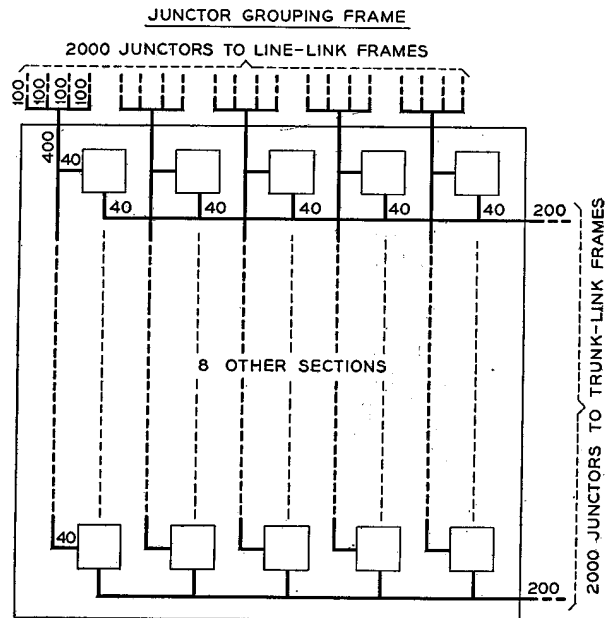 JUNCTOR GROUPING FRAME
2000 JUNCTORS TO LINE-LINK FRAMES
100 100 100 100
400
40
40 40 40 40 40 200
8 OTHER SECTIONS
2000 JUNCTORS TO TRUNK-LINK FRAMES
40
200